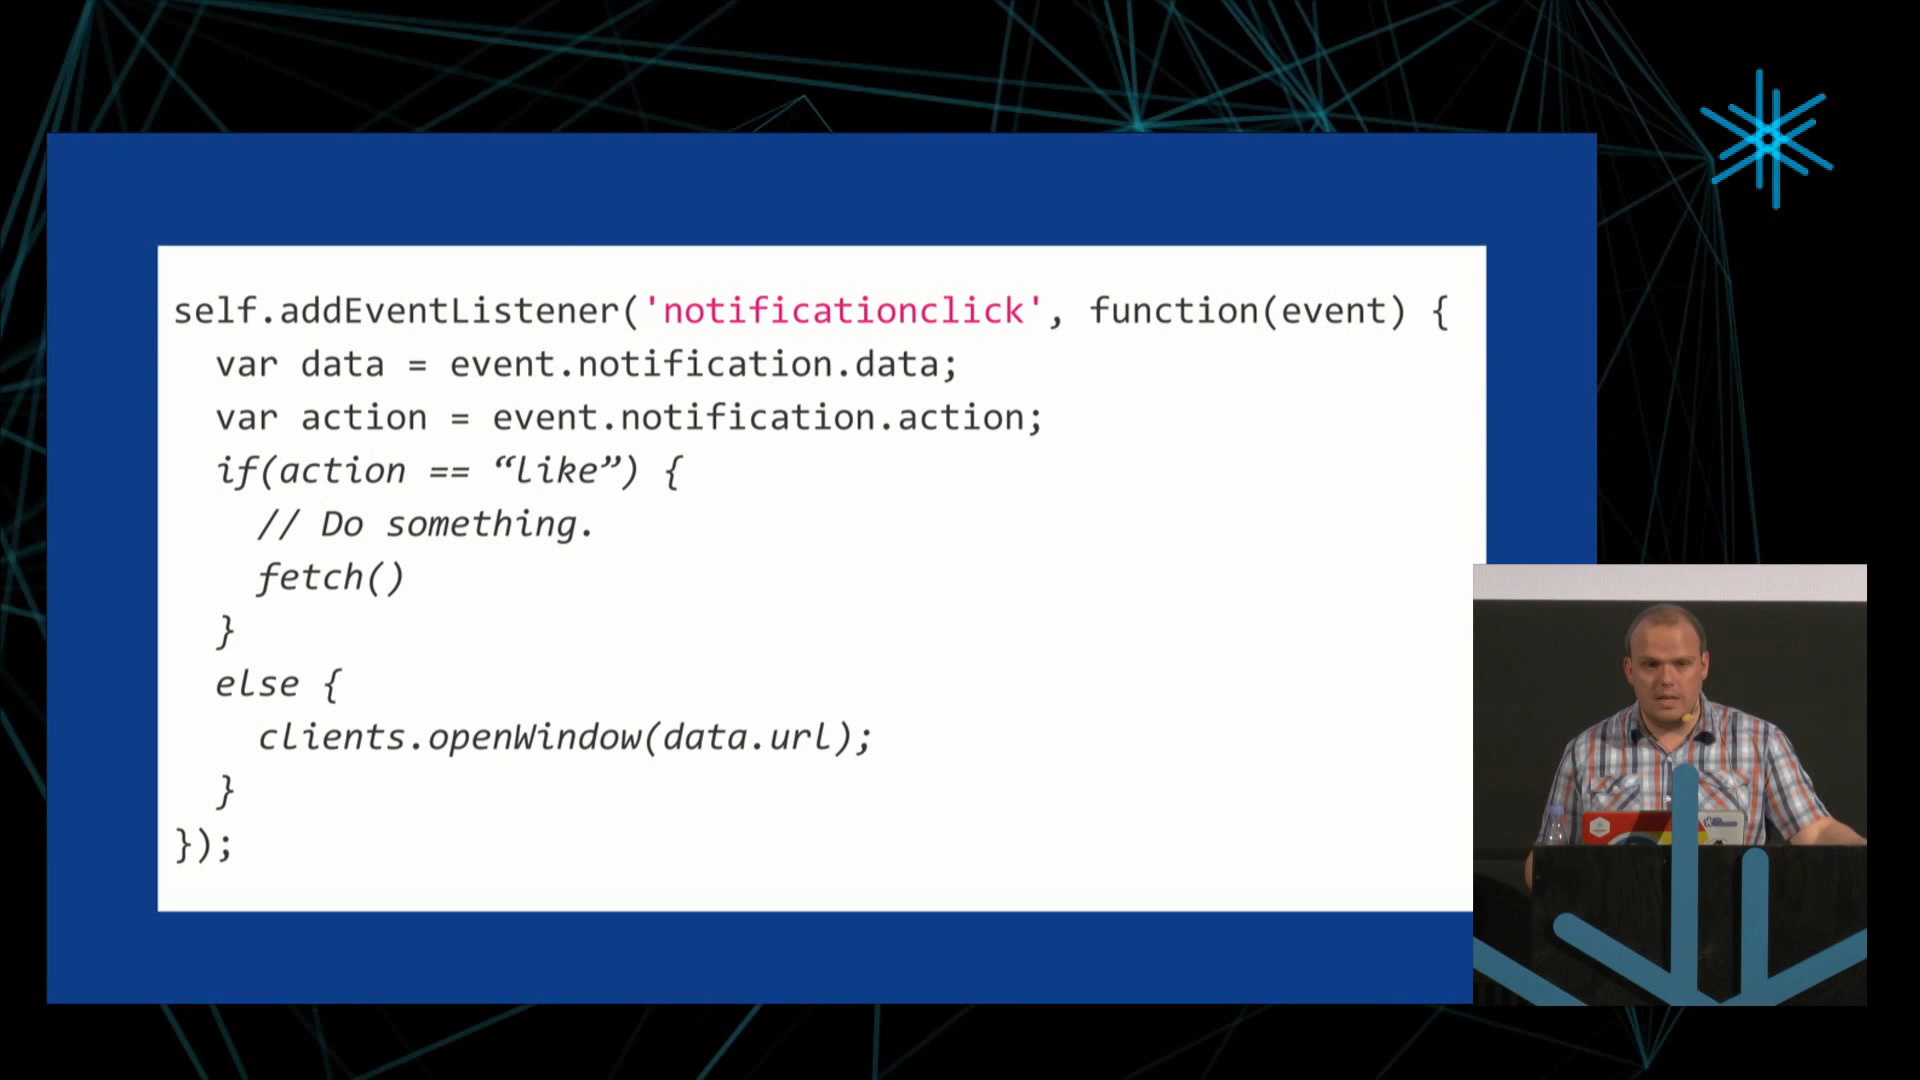 self.addEventListener('notificationclick', function(event) {
  var data = event.notification.data;
  var action = event.notification.action;
  if(action == “like”) {
    // Do something.
    fetch()
  }
  else {
    clients.openWindow(data.url);
  }
});